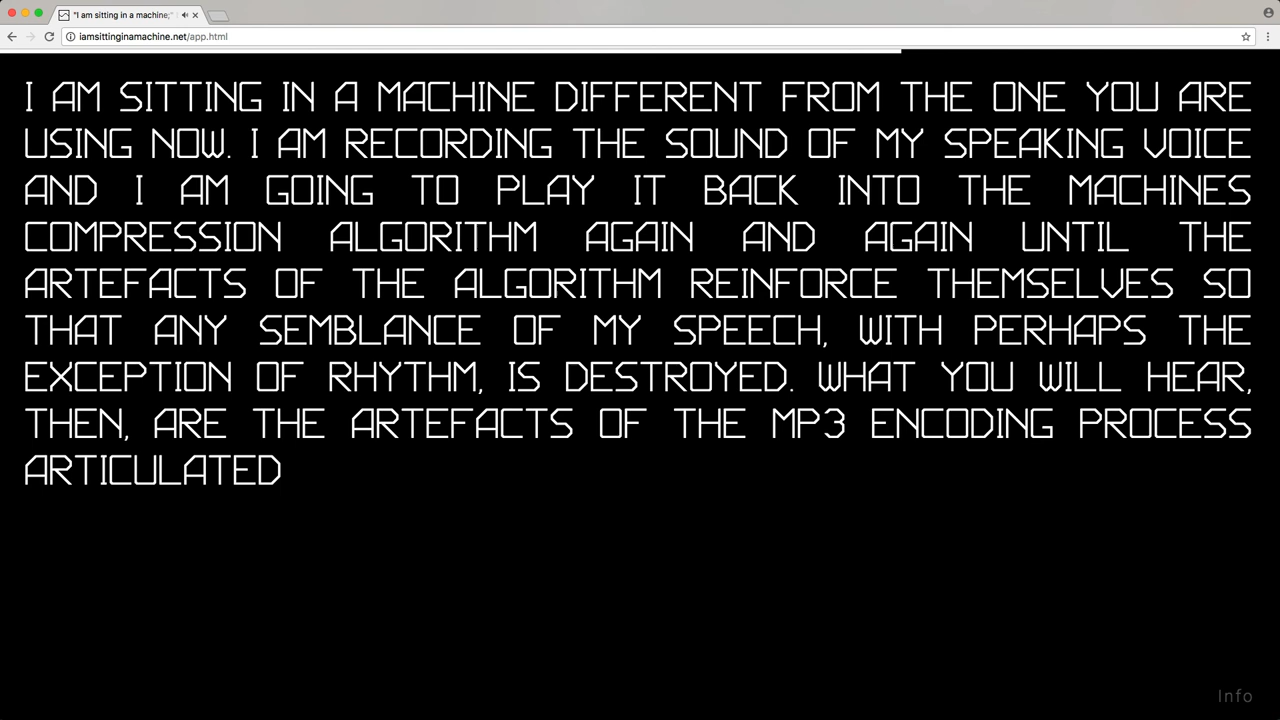 "I am sitting in a machine;"
iamsittinginamachine.net/app.html
I AM SITTING IN A MACHINE DIFFERENT FROM THE ONE YOU ARE
USING NOW. I AM RECORDING THE SOUND OF MY SPEAKING VOICE
AND I AM GOING TO PLAY IT BACK INTO THE MACHINES
COMPRESSION ALGORITHM AGAIN AND AGAIN UNTIL THE
ARTEFACTS OF THE ALGORITHM REINFORCE THEMSELVES SO
THAT ANY SEMBLANCE OF MY SPEECH, WITH PERHAPS THE
EXCEPTION OF RHYTHM, IS DESTROYED. WHAT YOU WILL HEAR,
THEN, ARE THE ARTEFACTS OF THE MP3 ENCODING PROCESS
ARTICULATED
Info